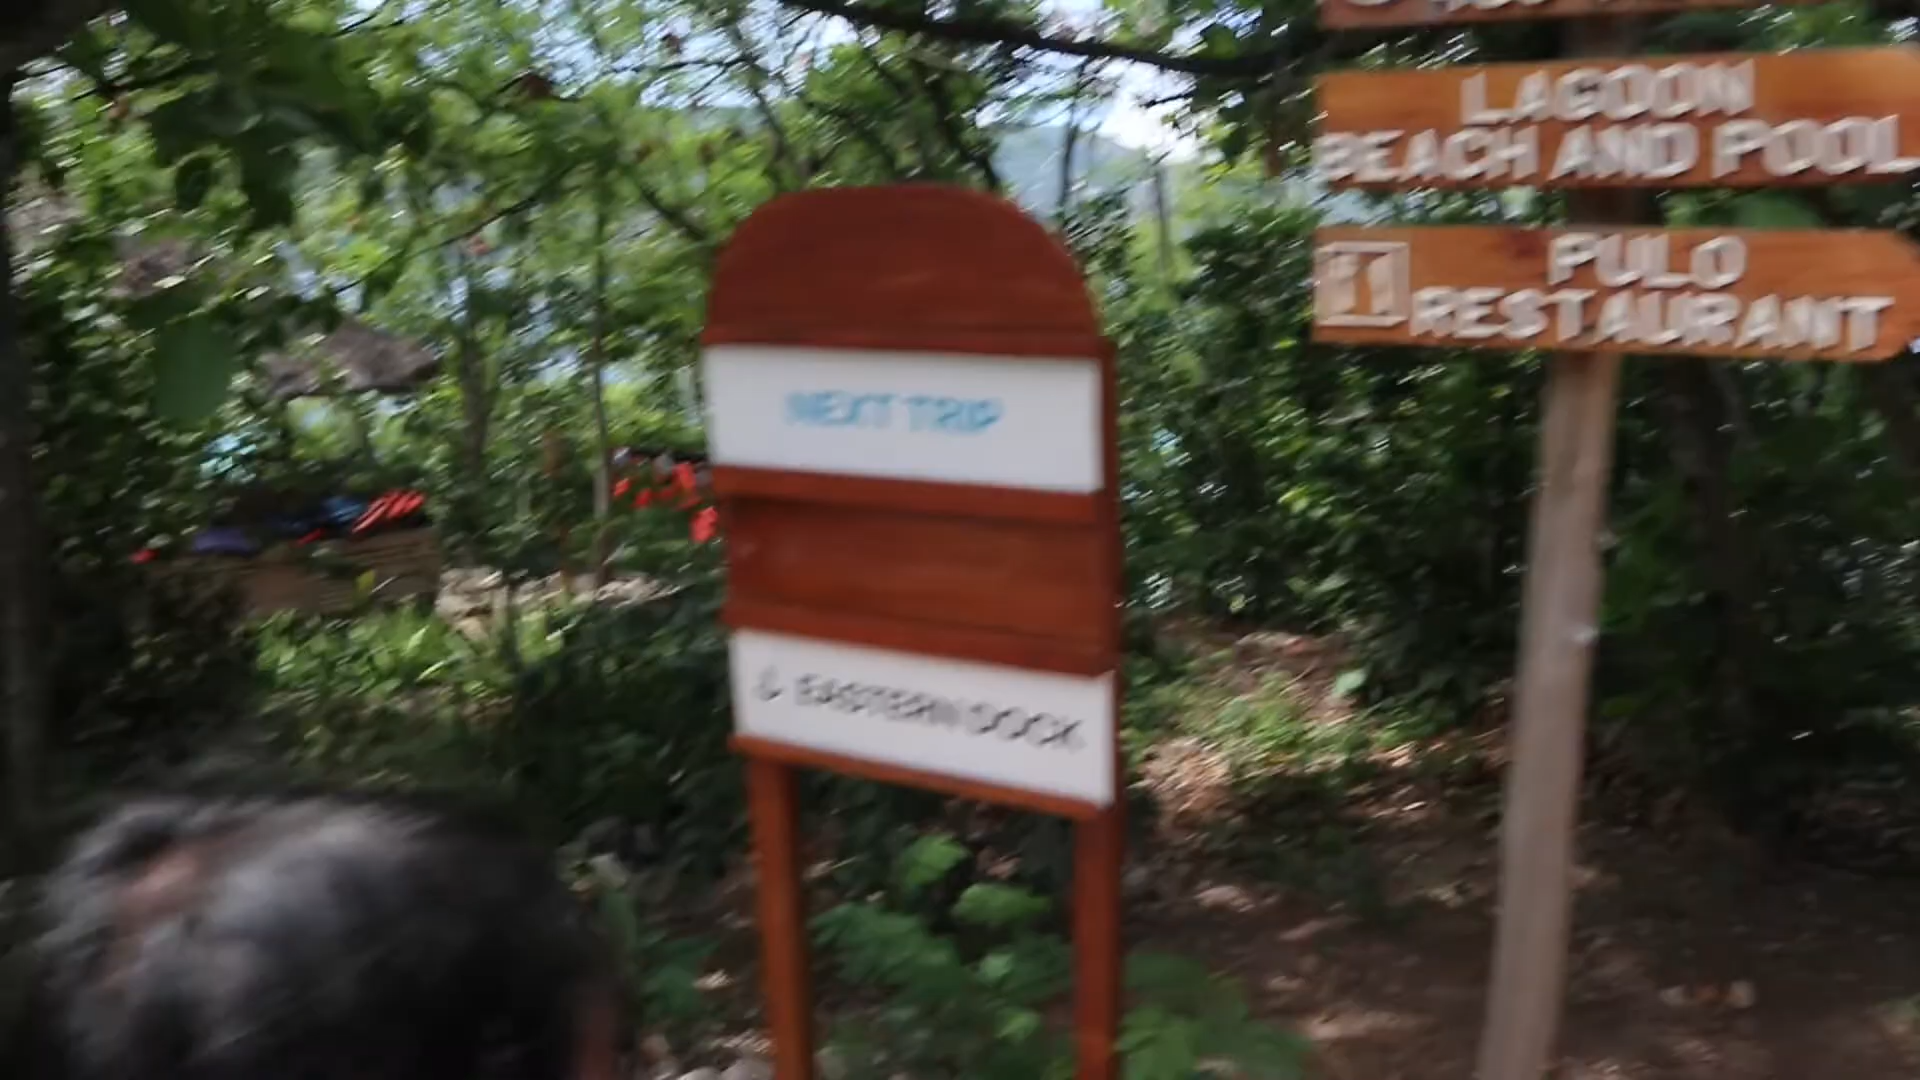 LAGOON
BEACH AND POOL
PULO
RESTAURANT
NEXT TRIP
EASTERN DOCK